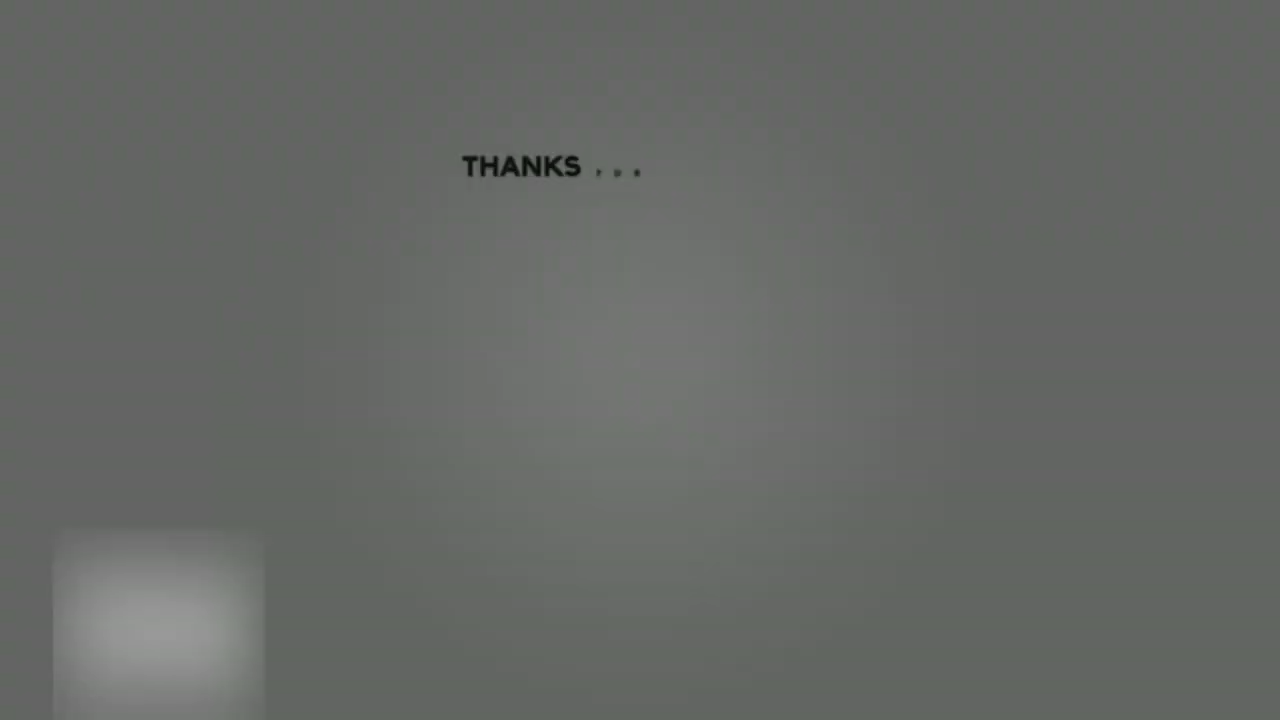 THANKS . . .